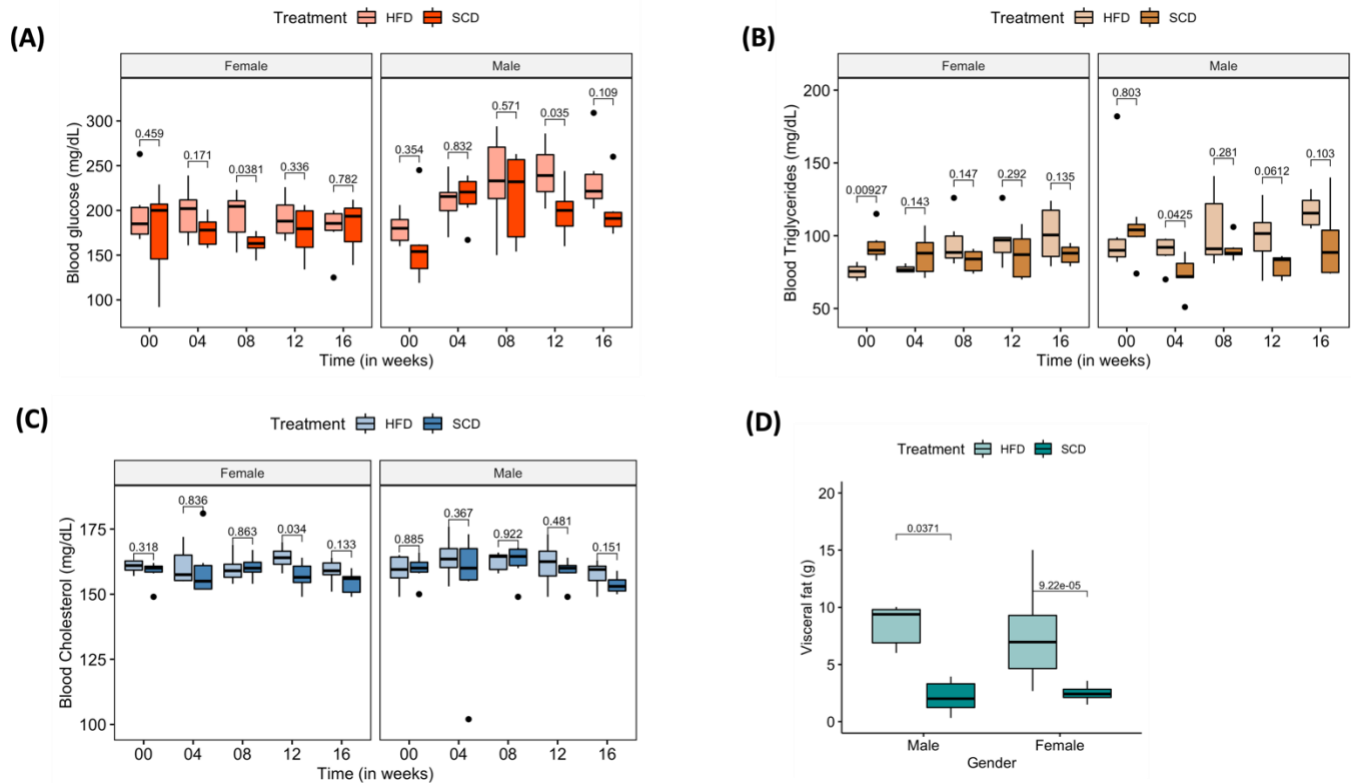 (A)
Treatment HFD SCD
Female Male
0.459 0.171 0.0381 0.336 0.782
0.354 0.832 0.571 0.035 0.109
Blood glucose (mg/dL)
300
250
200
150
100
00 04 08 12 16 00 04 08 12 16
Time (in weeks)
(B)
Treatment HFD SCD
Female Male
0.00927 0.143 0.147 0.292 0.135
0.803 0.0425 0.281 0.0612 0.103
Blood Triglycerides (mg/dL)
200
150
100
50
00 04 08 12 16 00 04 08 12 16
Time (in weeks)
(C)
Treatment HFD SCD
Female Male
0.318 0.836 0.863 0.034 0.133
0.885 0.367 0.922 0.481 0.151
Blood Cholesterol (mg/dL)
175
150
125
100
00 04 08 12 16 00 04 08 12 16
Time (in weeks)
(D)
Treatment HFD SCD
0.0371
9.22e-05
Visceral fat (g)
20
15
10
5
0
Male Female
Gender